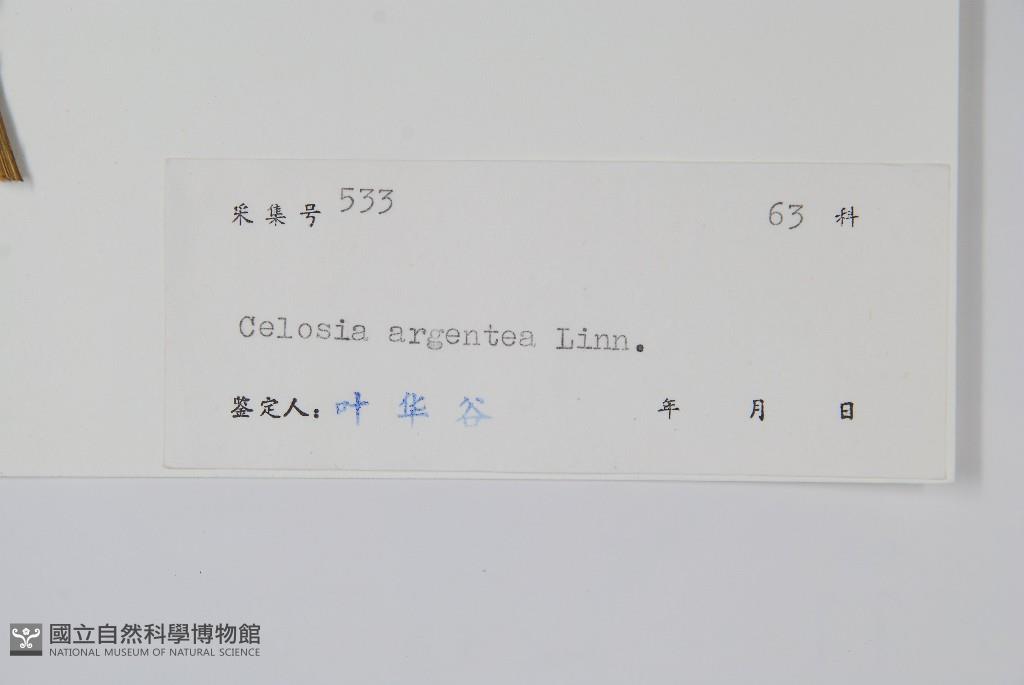 采集号 533 63 科
Celosia argentea Linn.
鉴定人: 叶华谷 年 月 日
國立自然科學博物館
NATIONAL MUSEUM OF NATURAL SCIENCE